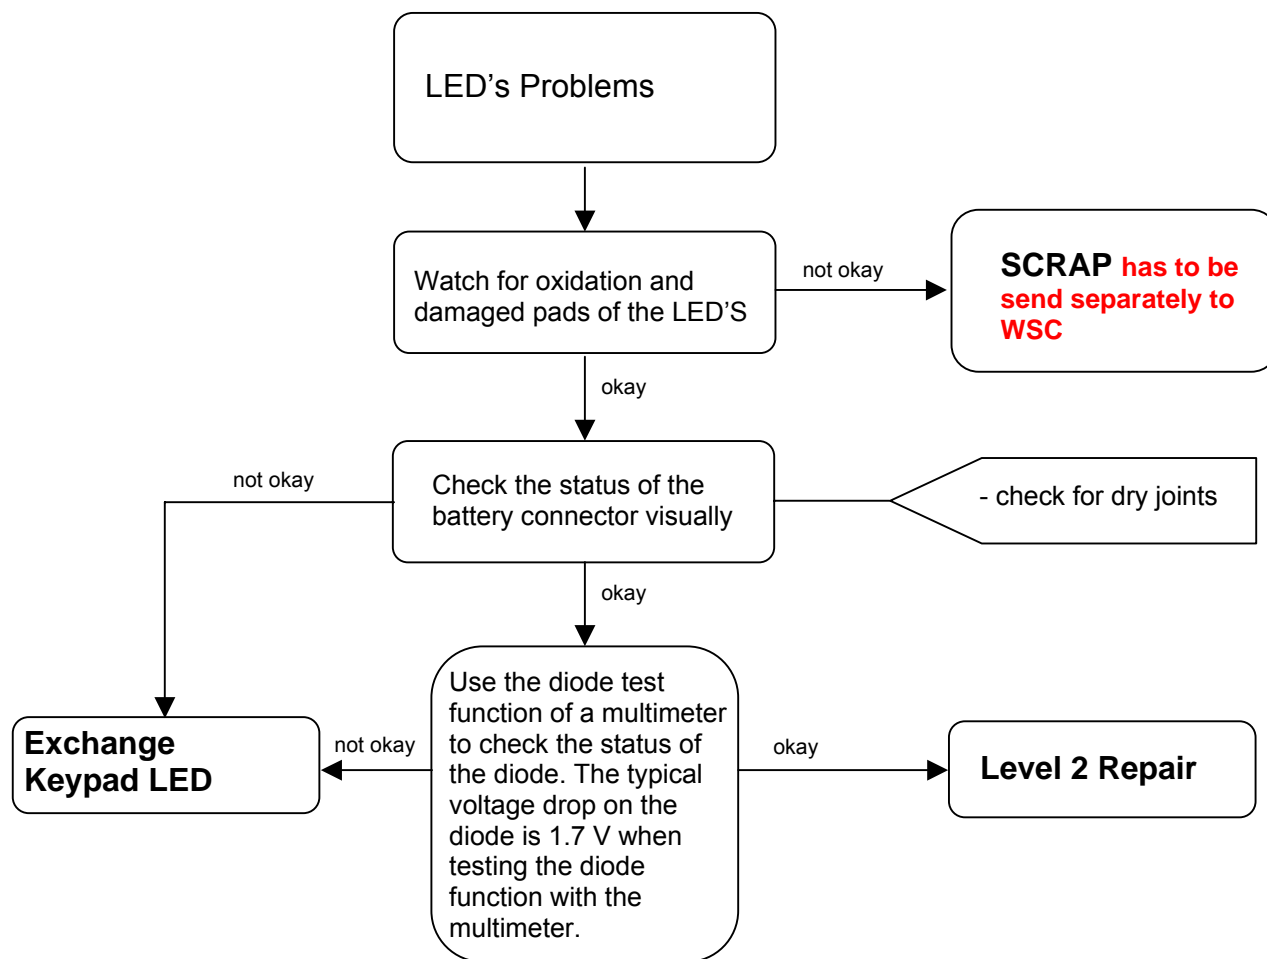 LED’s Problems
Watch for oxidation and
damaged pads of the LED’S
not okay
SCRAP has to be
send separately to
WSC
okay
not okay
Check the status of the
battery connector visually
- check for dry joints
okay
Use the diode test
function of a multimeter
to check the status of
the diode. The typical
voltage drop on the
diode is 1.7 V when
testing the diode
function with the
multimeter.
not okay
Exchange
Keypad LED
okay
Level 2 Repair